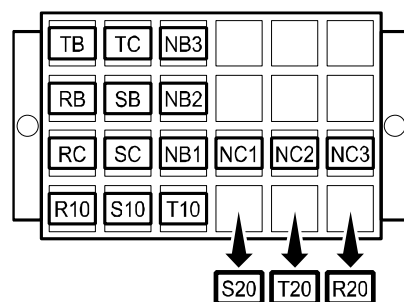 TB TC NB3
RB SB NB2
RC SC NB1 NC1 NC2 NC3
R10 S10 T10
S20 T20 R20